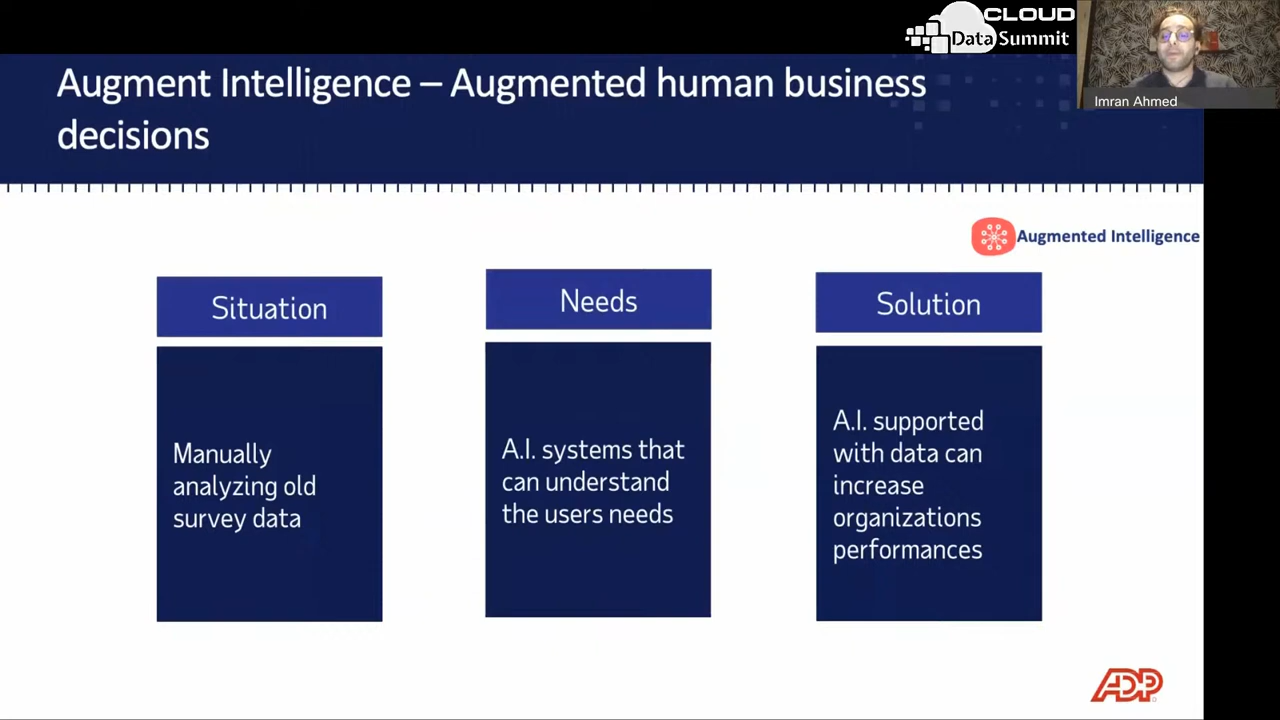 CLOUD
Data Summit
Imran Ahmed
Augment Intelligence – Augmented human business
decisions
Augmented Intelligence
Situation
Manually
analyzing old
survey data
Needs
A.I. systems that
can understand
the users needs
Solution
A.I. supported
with data can
increase
organizations
performances
ADP